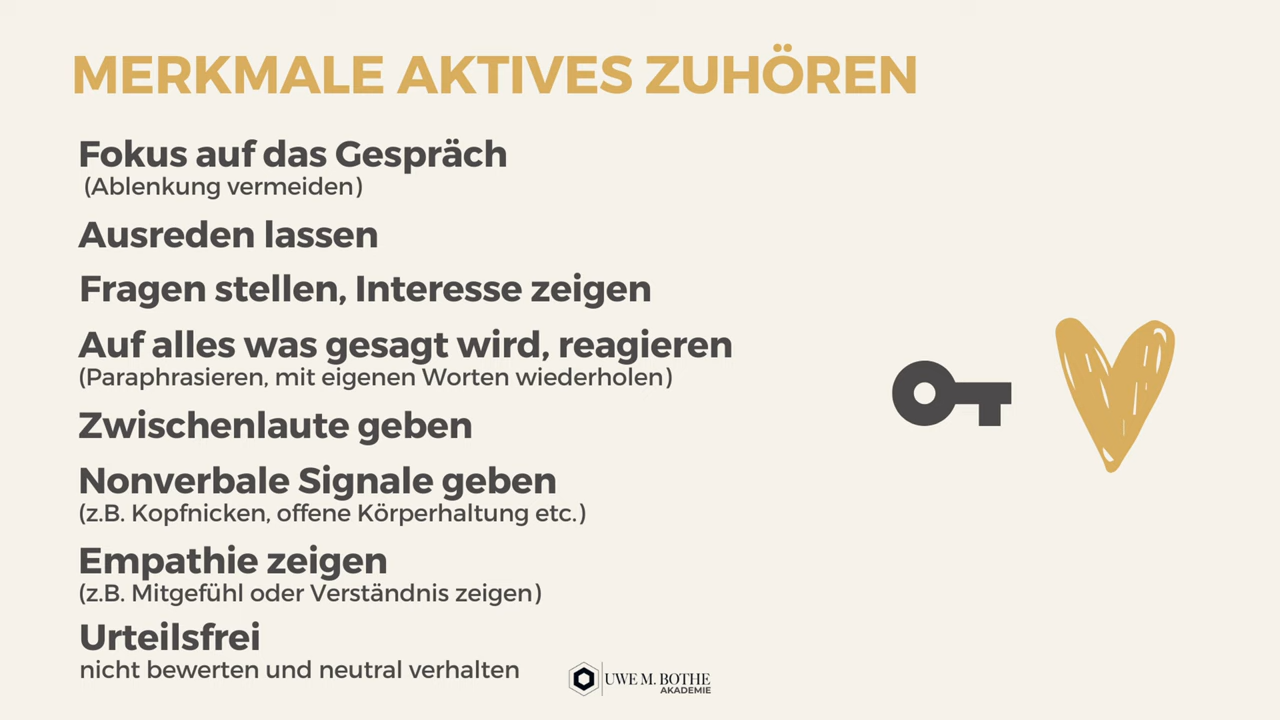 MERKMALE AKTIVES ZUHÖREN
Fokus auf das Gespräch
(Ablenkung vermeiden)
Ausreden lassen
Fragen stellen, Interesse zeigen
Auf alles was gesagt wird, reagieren
(Paraphrasieren, mit eigenen Worten wiederholen)
Zwischenlaute geben
Nonverbale Signale geben
(z.B. Kopfnicken, offene Körperhaltung etc.)
Empathie zeigen
(z.B. Mitgefühl oder Verständnis zeigen)
Urteilsfrei
nicht bewerten und neutral verhalten
UWE M. BOTHE
AKADEMIE